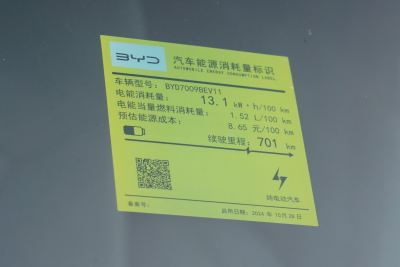 BYD 汽车能源消耗量标识
AUTOMOBILE ENERGY CONSUMPTION LABEL
车辆型号: BYD7009BEV11
电能消耗量: 13.1 kW·h/100 km
电能当量燃料消耗量: 1.52 L/100 km
预估能源成本: 8.65 元/100 km
续驶里程: 701 km
纯电动汽车
备案号:
启用日期: 2024 年 10月 26 日